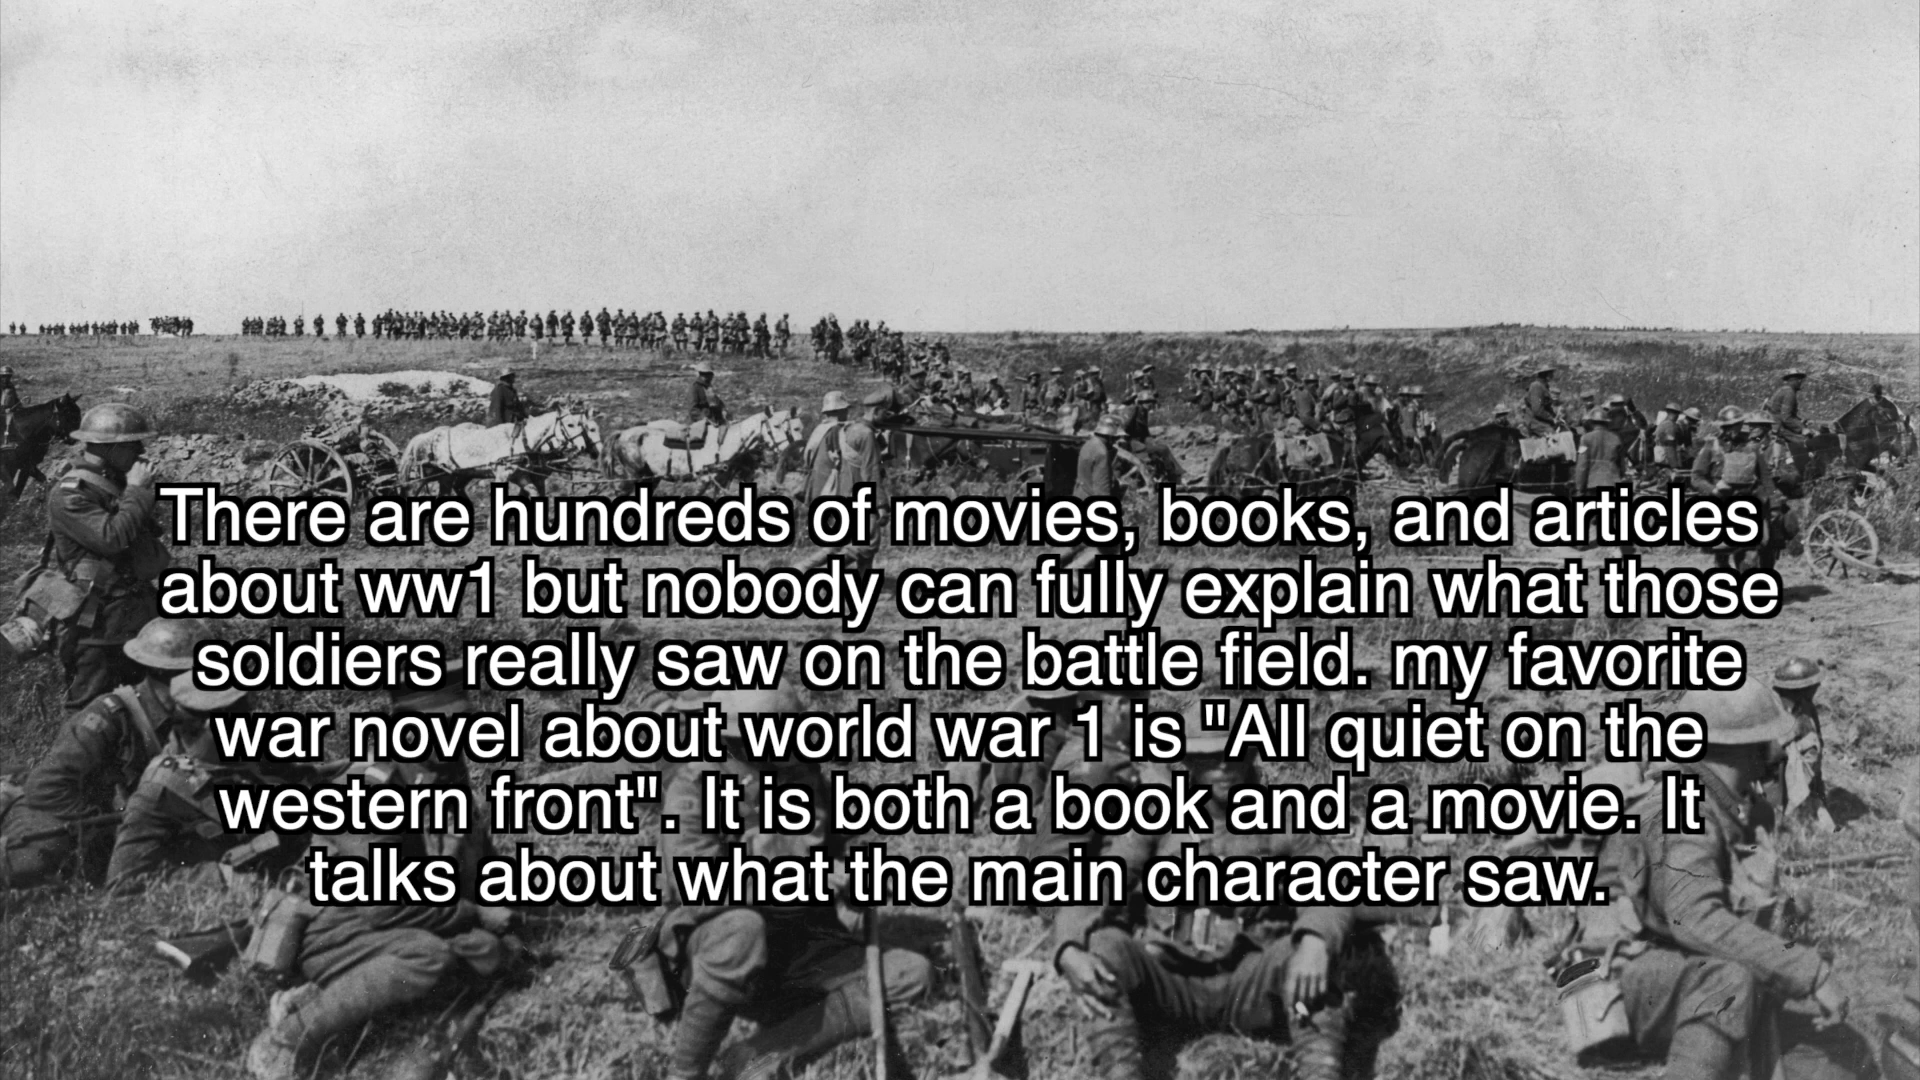 There are hundreds of movies, books, and articles
about ww1 but nobody can fully explain what those
soldiers really saw on the battle field. my favorite
war novel about world war 1 is "All quiet on the
western front". It is both a book and a movie. It
talks about what the main character saw.